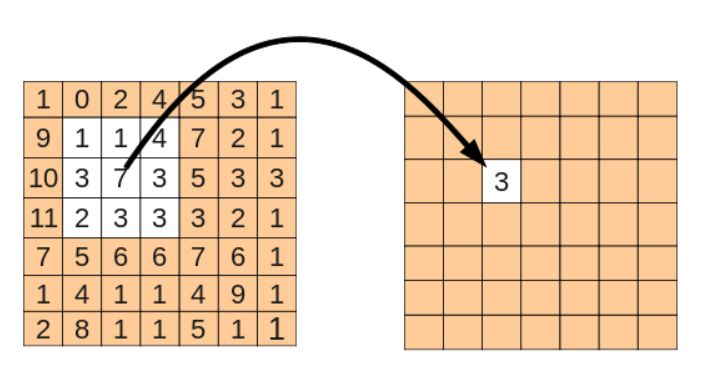 1 0 2 4 5 3 1
9 1 1 4 7 2 1
10 3 7 3 5 3 3
3
11 2 3 3 3 2 1
7 5 6 6 7 6 1
1 4 1 1 4 9 1
2 8 1 1 5 1 1